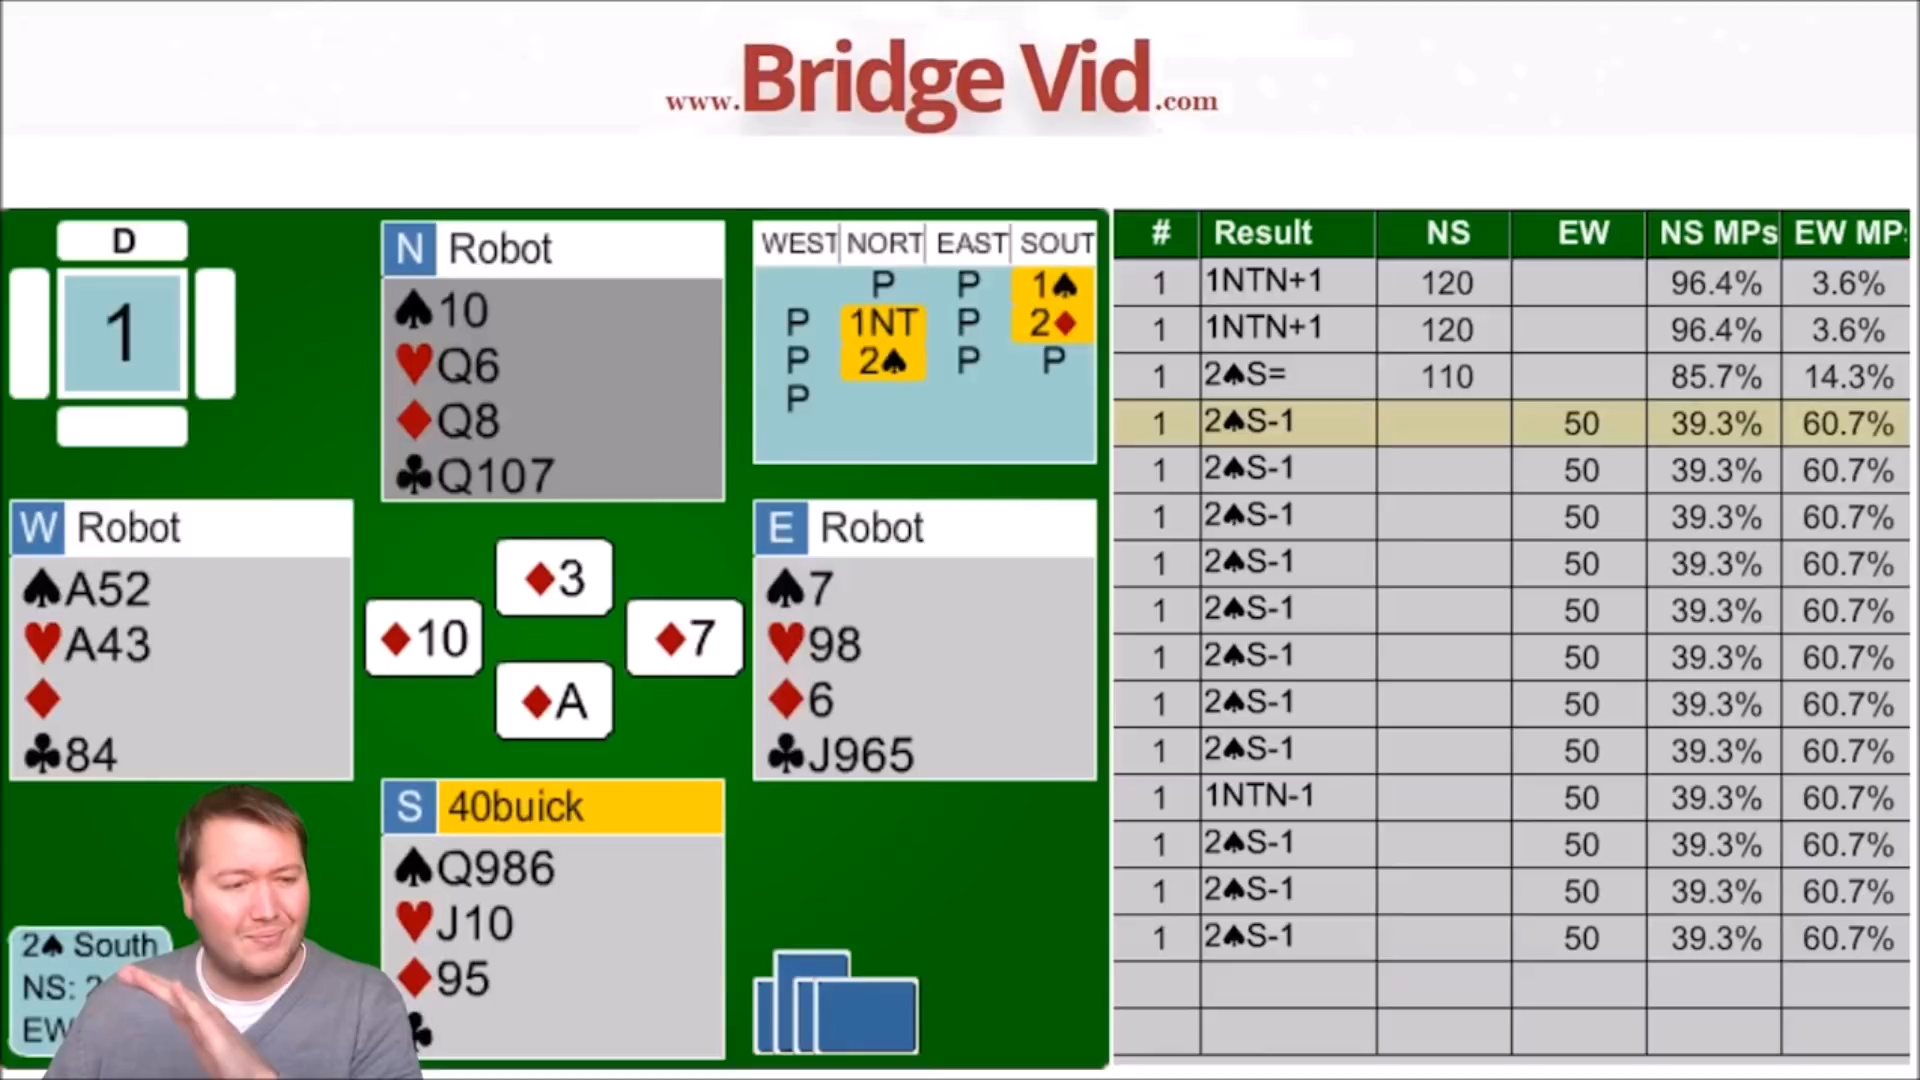 www.Bridge Vid.com
D
1
N Robot
♠10
♥Q6
♦Q8
♣Q107
WEST NORT EAST SOUT
P P 1♠
P 1NT P 2♦
P 2♠ P P
P
W Robot
♠A52
♥A43
♦
♣84
♦3
♦10
♦7
♦A
E Robot
♠7
♥98
♦6
♣J965
S 40buick
♠Q986
♥J10
♦95
♣
2♠ South
NS:
EW
# Result NS EW NS MPs EW MP
1 1NTN+1 120 96.4% 3.6%
1 1NTN+1 120 96.4% 3.6%
1 2♠S= 110 85.7% 14.3%
1 2♠S-1 50 39.3% 60.7%
1 2♠S-1 50 39.3% 60.7%
1 2♠S-1 50 39.3% 60.7%
1 2♠S-1 50 39.3% 60.7%
1 2♠S-1 50 39.3% 60.7%
1 2♠S-1 50 39.3% 60.7%
1 2♠S-1 50 39.3% 60.7%
1 2♠S-1 50 39.3% 60.7%
1 1NTN-1 50 39.3% 60.7%
1 2♠S-1 50 39.3% 60.7%
1 2♠S-1 50 39.3% 60.7%
1 2♠S-1 50 39.3% 60.7%